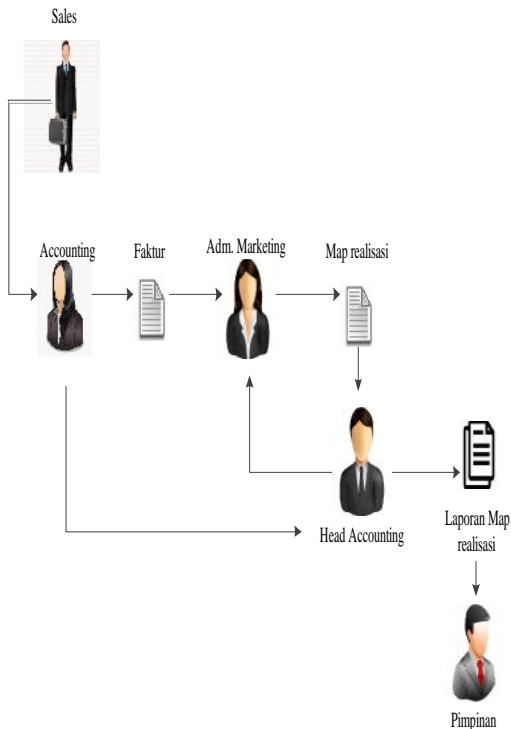 Sales
Accounting
Faktur
Adm. Marketing
Map realisasi
Head Accounting
Laporan Map
realisasi
Pimpinan